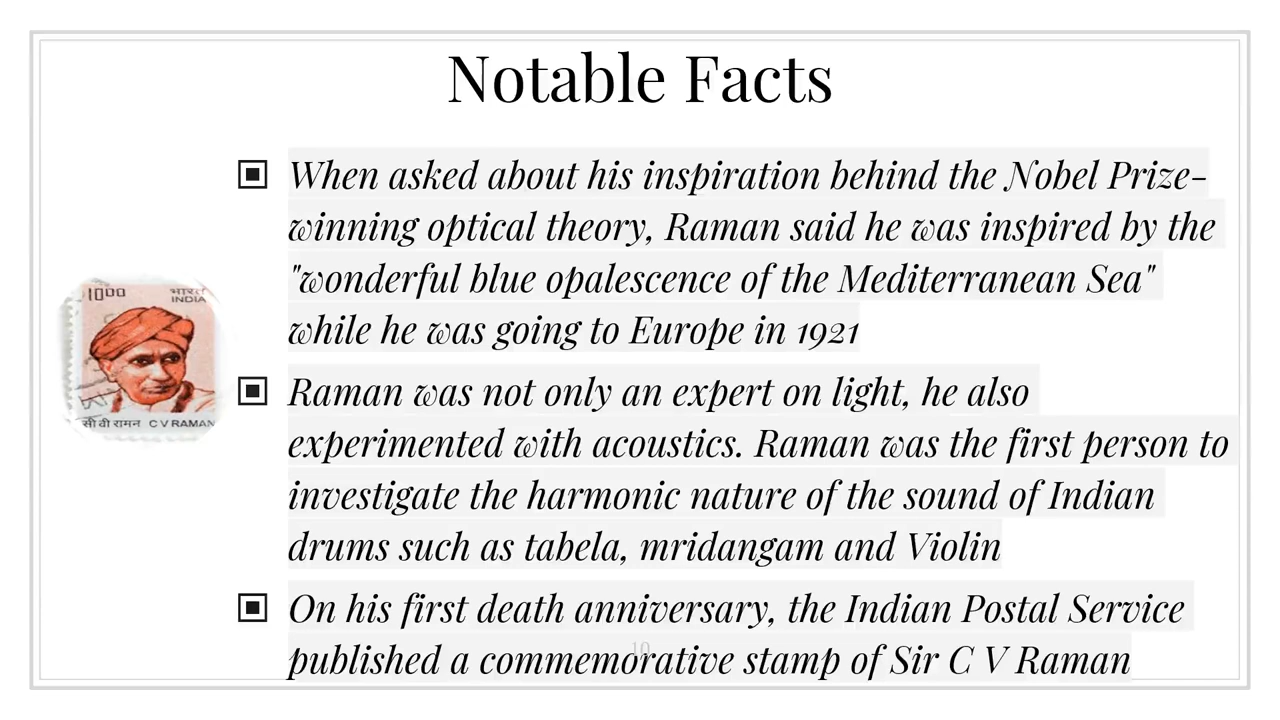 Notable Facts
When asked about his inspiration behind the Nobel Prize-
winning optical theory, Raman said he was inspired by the
"wonderful blue opalescence of the Mediterranean Sea"
while he was going to Europe in 1921
Raman was not only an expert on light, he also
experimented with acoustics. Raman was the first person to
investigate the harmonic nature of the sound of Indian
drums such as tabela, mridangam and Violin
On his first death anniversary, the Indian Postal Service
published a commemorative stamp of Sir C V Raman
1000 भारत
INDIA
सी वी रामन C V RAMAN
10